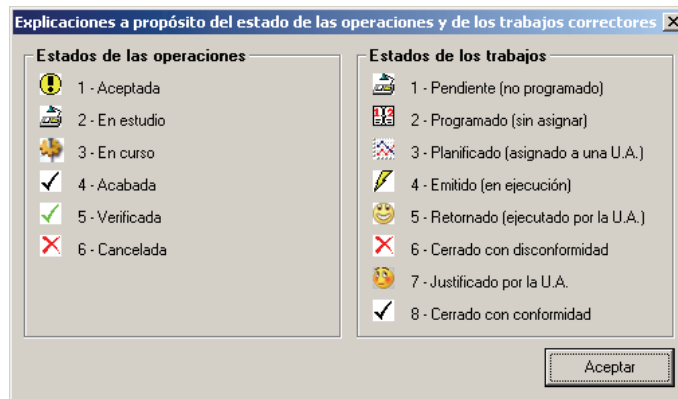 Explicaciones a propósito del estado de las operaciones y de los trabajos correctores
Estados de las operaciones
1 - Aceptada
2 - En estudio
3 - En curso
4 - Acabada
5 - Verificada
6 - Cancelada
Estados de los trabajos
1 - Pendiente (no programado)
2 - Programado (sin asignar)
3 - Planificado (asignado a una U.A.)
4 - Emitido (en ejecución)
5 - Retornado (ejecutado por la U.A.)
6 - Cerrado con disconformidad
7 - Justificado por la U.A.
8 - Cerrado con conformidad
Aceptar